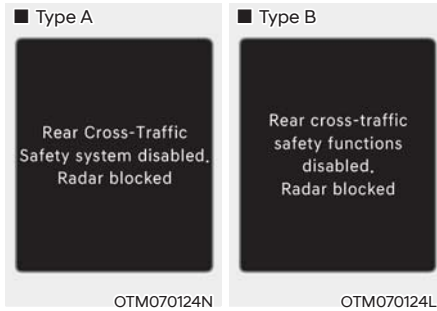 ■ Type A
Rear Cross-Traffic
Safety system disabled.
Radar blocked
OTM070124N
■ Type B
Rear cross-traffic
safety functions
disabled.
Radar blocked
OTM070124L